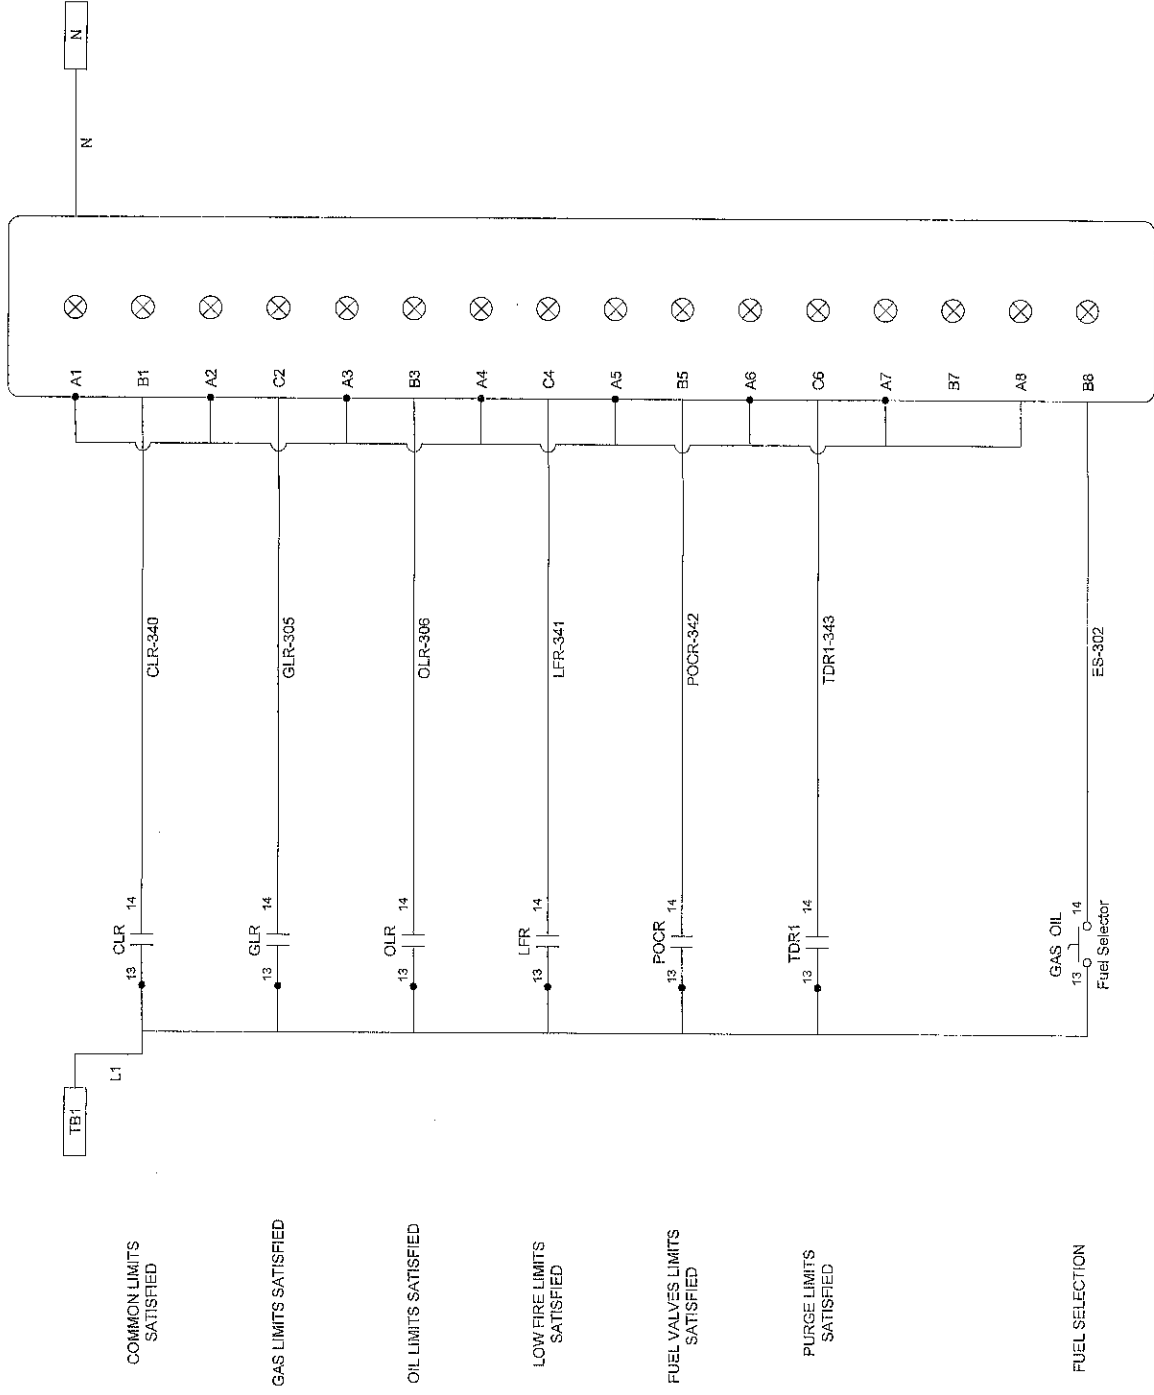 COMMON LIMITS
SATISFIED
TB1
L1
13
CLR
14
CLR-340
A1
B1
N
N
GAS LIMITS SATISFIED
13
GLR
14
GLR-305
A2
C2
OIL LIMITS SATISFIED
13
OLR
14
OLR-306
A3
B3
LOW FIRE LIMITS
SATISFIED
13
LFR
14
LFR-341
A4
C4
FUEL VALVES LIMITS
SATISFIED
13
POCR
14
POCR-342
A5
B5
PURGE LIMITS
SATISFIED
13
TDR1
14
TDR1-343
A6
C6
A7
B7
A8
FUEL SELECTION
GAS OIL
13
14
Fuel Selector
ES-302
B8